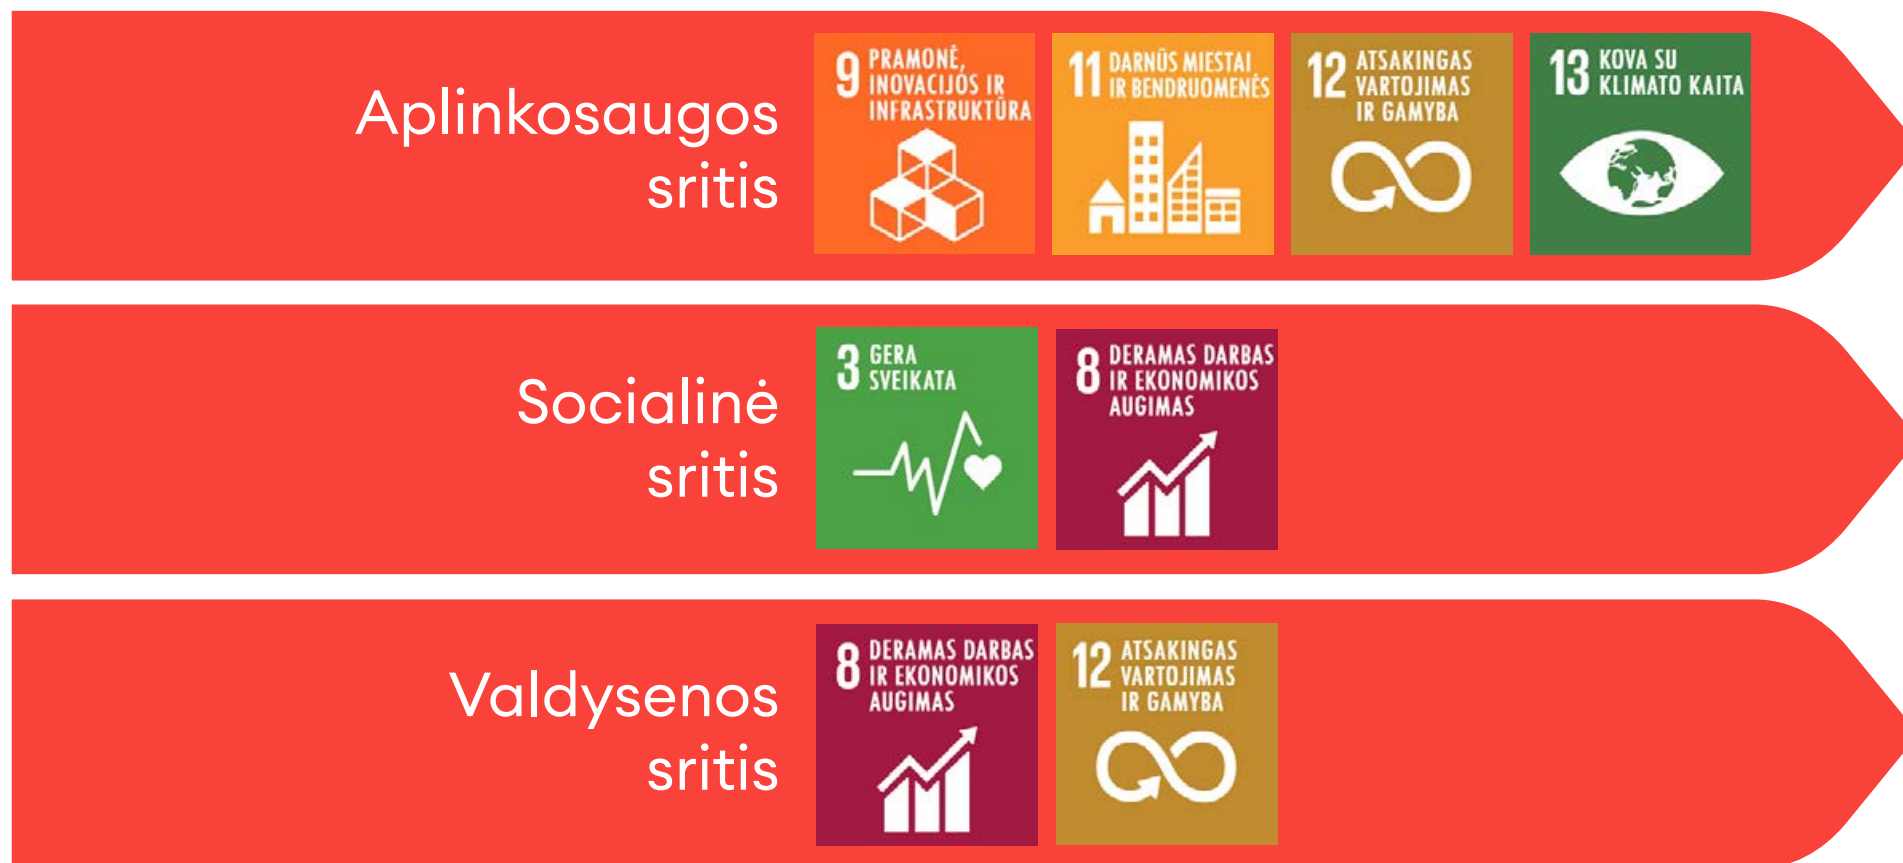 Aplinkosaugos
sritis
9 PRAMONĖ,
INOVACIJOS IR
INFRASTRUKTŪRA
11 DARNŪS MIESTAI
IR BENDRUOMENĖS
12 ATSAKINGAS
VARTOJIMAS
IR GAMYBA
13 KOVA SU
KLIMATO KAITA
Socialinė
sritis
3 GERA
SVEIKATA
8 DERAMAS DARBAS
IR EKONOMIKOS
AUGIMAS
Valdysenos
sritis
8 DERAMAS DARBAS
IR EKONOMIKOS
AUGIMAS
12 ATSAKINGAS
VARTOJIMAS
IR GAMYBA